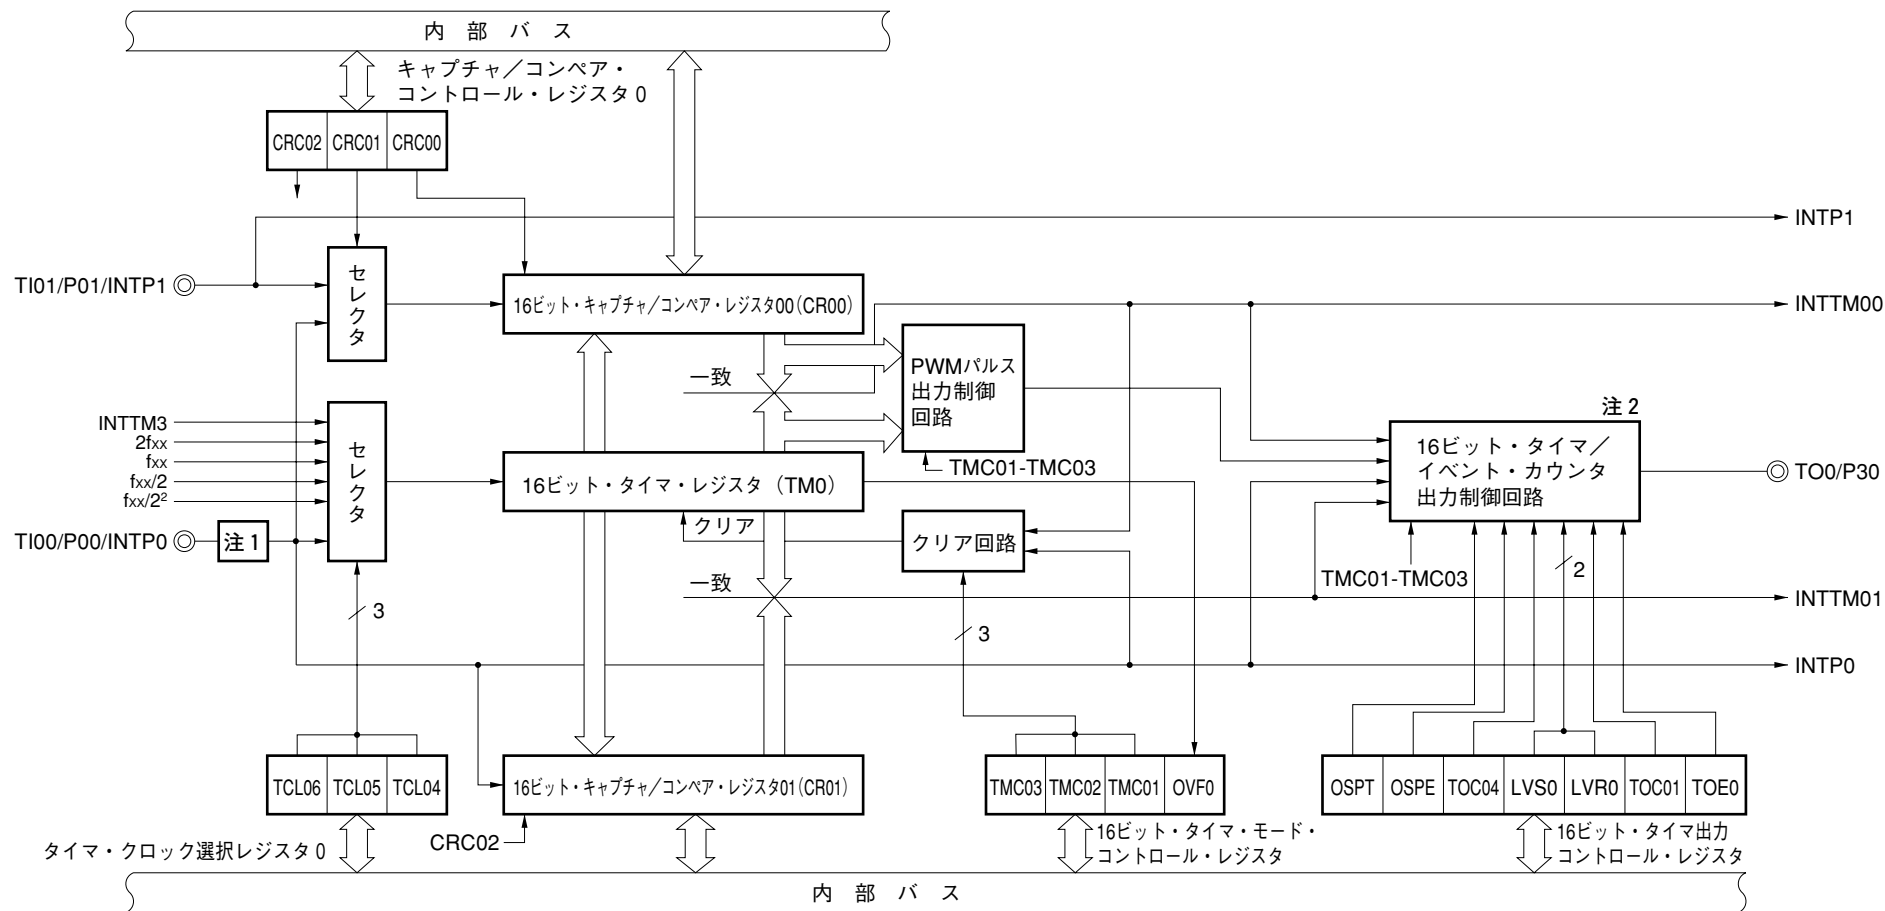 内部バス
キャプチャ／コンペア・
コントロール・レジスタ0
CRC02 CRC01 CRC00
INTP1
TI01/P01/INTP1
セレクタ
16ビット・キャプチャ／コンペア・レジスタ00(CR00)
INTTM00
一致
PWMパルス
出力制御
回路
TMC01-TMC03
注2
16ビット・タイマ／
イベント・カウンタ
出力制御回路
TO0/P30
TMC01-TMC03
INTTM3
2fxx
fxx
fxx/2
fxx/2²
セレクタ
16ビット・タイマ・レジスタ（TM0）
TI00/P00/INTP0
注1
クリア
クリア回路
一致
2
INTTM01
3
3
INTP0
TCL06 TCL05 TCL04
16ビット・キャプチャ／コンペア・レジスタ01(CR01)
TMC03 TMC02 TMC01 OVF0
OSPT OSPE TOC04 LVS0 LVR0 TOC01 TOE0
タイマ・クロック選択レジスタ0
CRC02
16ビット・タイマ・モード・
コントロール・レジスタ
16ビット・タイマ出力
コントロール・レジスタ
内部バス